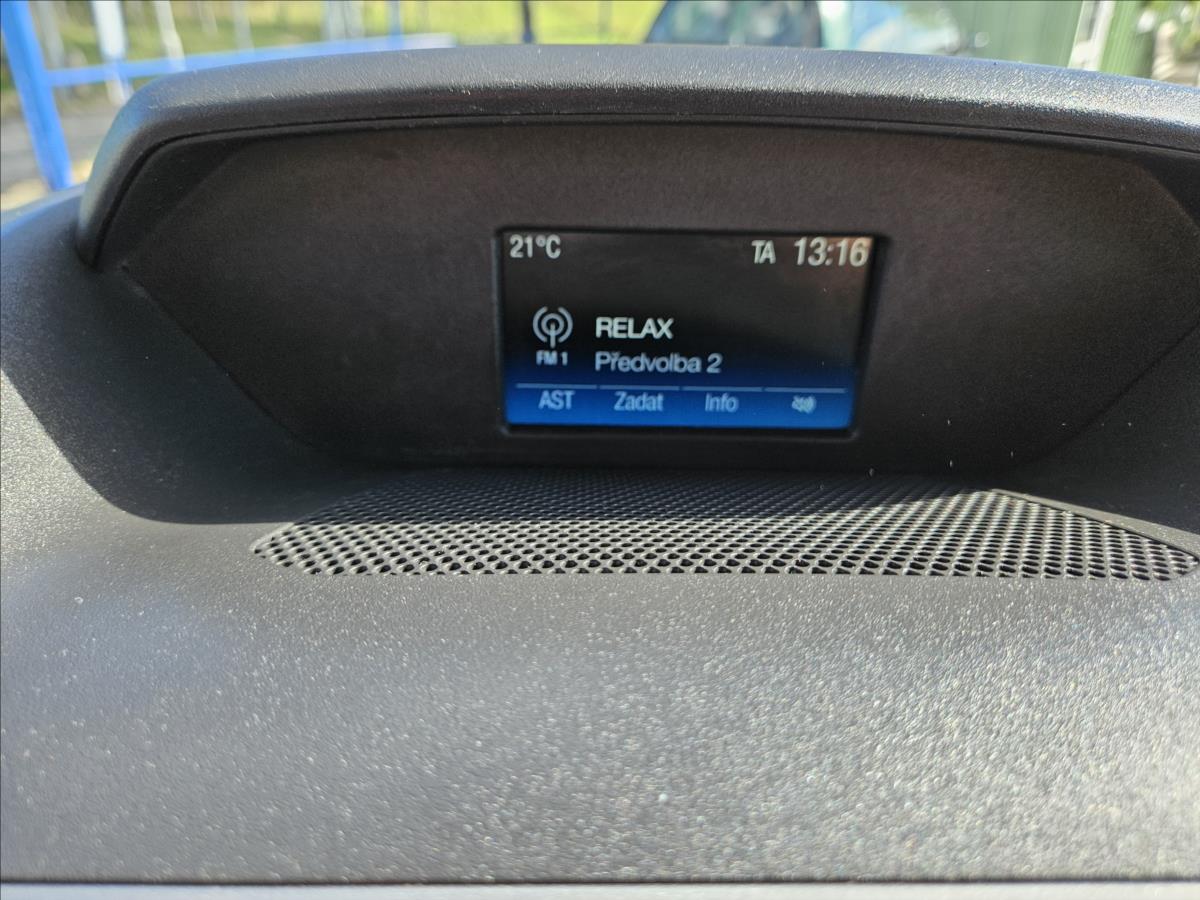 21°C TA 13:16
RELAX
FM 1 Předvolba 2
AST Zadat Info